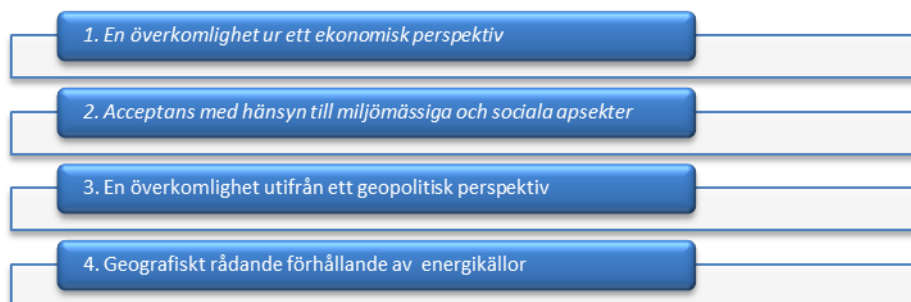 1. En överkomlighet ur ett ekonomisk perspektiv
2. Acceptans med hänsyn till miljömässiga och sociala apsekter
3. En överkomlighet utifrån ett geopolitisk perspektiv
4. Geografiskt rådande förhållande av energikällor